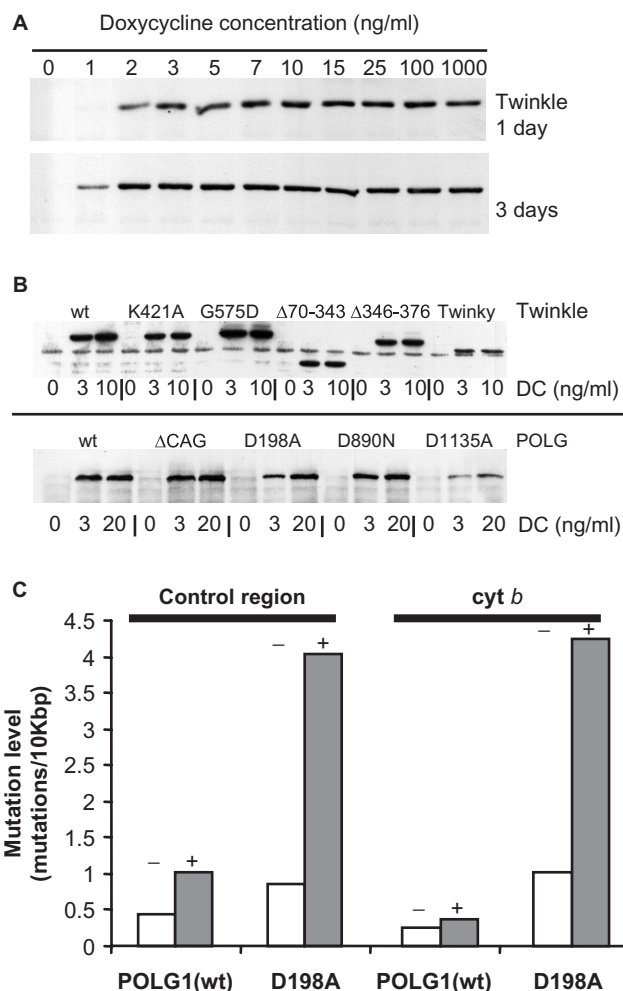 A
Doxycycline concentration (ng/ml)
0 1 2 3 5 7 10 15 25 100 1000
Twinkle
1 day
3 days
B
wt K421A G575D Δ70-343 Δ346-376 Twinky Twinkle
0 3 10 | 0 3 10 | 0 3 10 | 0 3 10 | 0 3 10 | 0 3 10 DC (ng/ml)
wt ΔCAG D198A D890N D1135A POLG
0 3 20 | 0 3 20 | 0 3 20 | 0 3 20 | 0 3 20 DC (ng/ml)
C
Control region cyt b
Mutation level
(mutations/10Kbp)
4.5
4
3.5
3
2.5
2
1.5
1
0.5
0
– + – + – + – +
POLG1(wt) D198A POLG1(wt) D198A